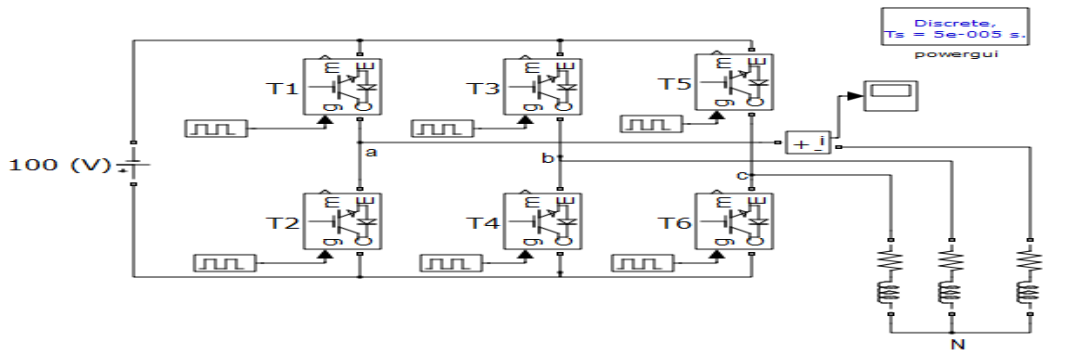 Discrete,
Ts = 5e-005 s.
powergui
m E
T1
g C
m E
T3
g C
m E
T5
g C
+ i
-
a
b
c
100 (V)
+
m E
T2
g C
m E
T4
g C
m E
T6
g C
N